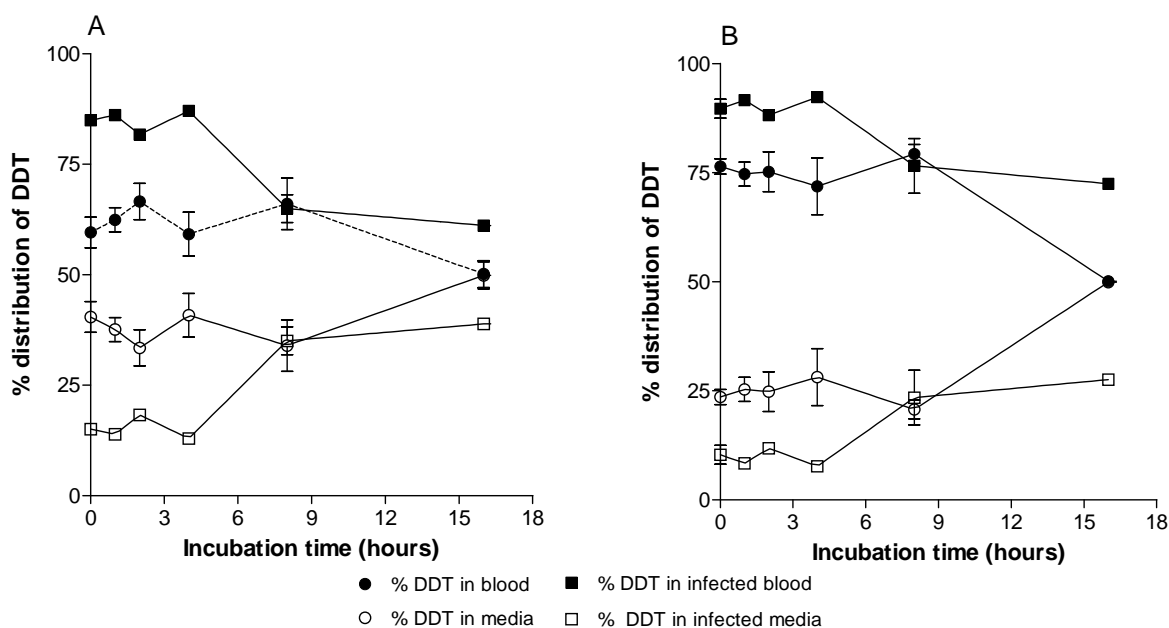 A
100
75
50
25
0
% distribution of DDT
0 3 6 9 12 15 18
Incubation time (hours)
B
100
75
50
25
0
% distribution of DDT
0 3 6 9 12 15 18
Incubation time (hours)
% DDT in blood
% DDT in infected blood
% DDT in media
% DDT in infected media